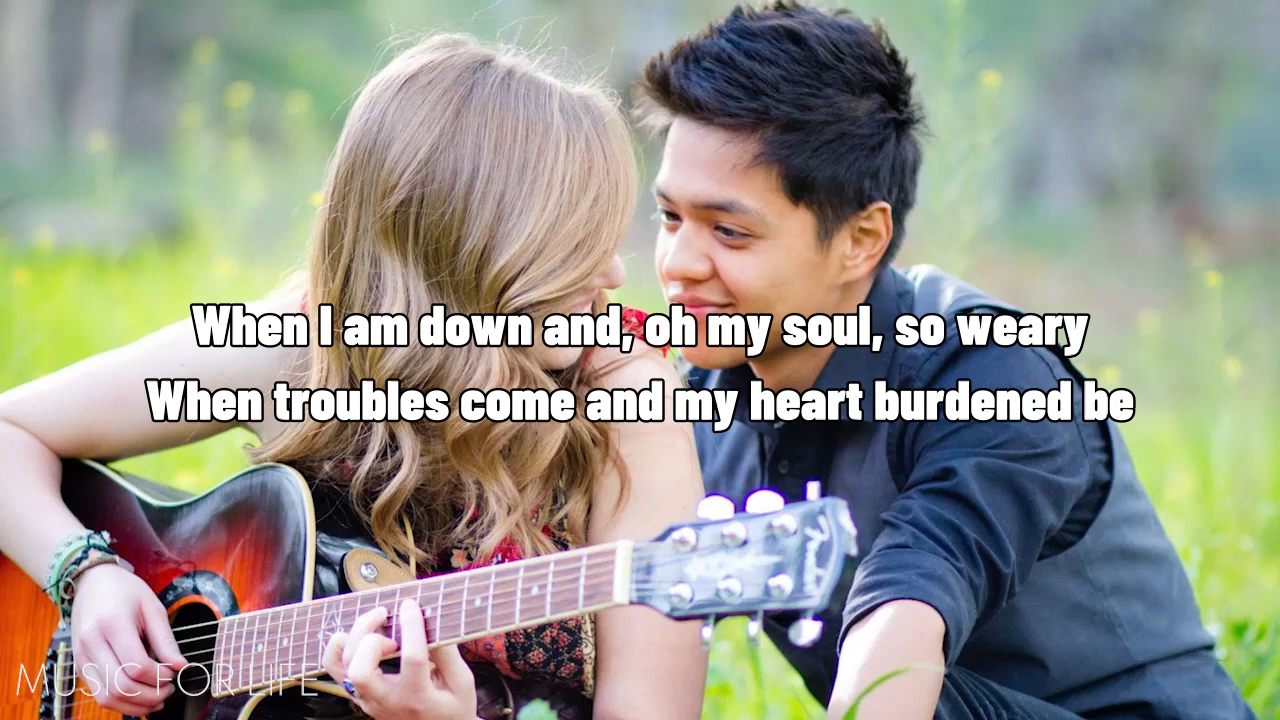 When I am down and, oh my soul, so weary
When troubles come and my heart burdened be
Fender
MUSIC FOR LIFE